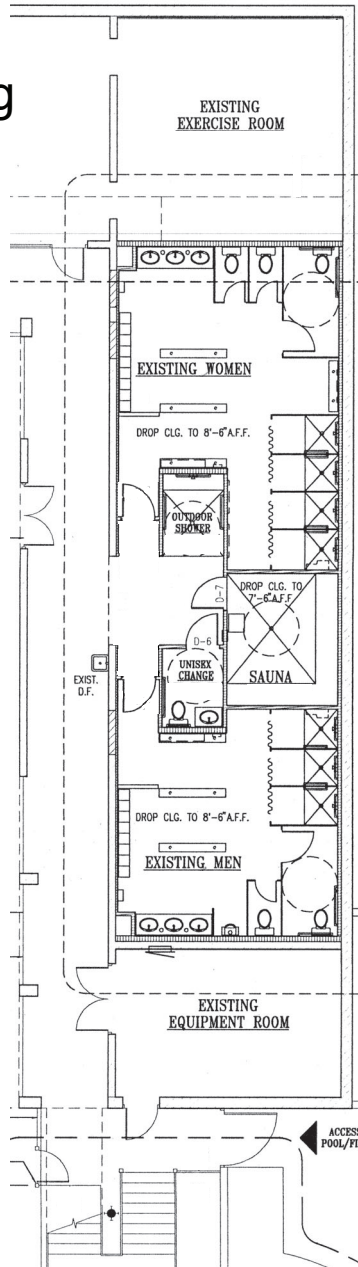 g
EXISTING
EXERCISE ROOM
EXISTING WOMEN
DROP CLG. TO 8'-6"A.F.F.
OUTDOOR
SHOWER
D-7
DROP CLG. TO
7'-6"A.F.F.
D-6
UNISEX
CHANGE
SAUNA
EXIST.
D.F.
DROP CLG. TO 8'-6"A.F.F.
EXISTING MEN
EXISTING
EQUIPMENT ROOM
ACCESS
POOL/FI